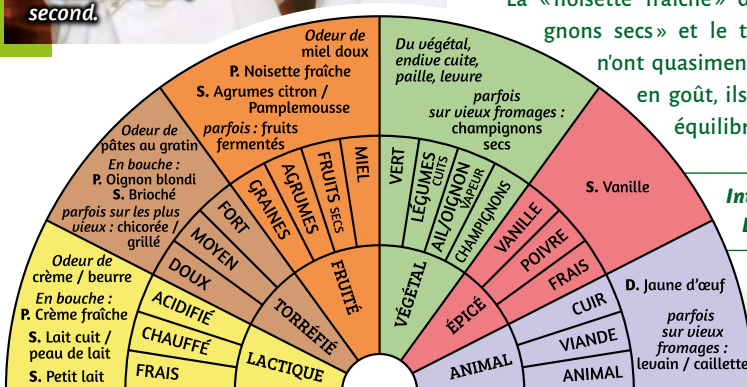 second.
La «noisette fraîche» d
gnons secs» et le t
n'ont quasimen
en goût, ils
équilibr
Odeur de
miel doux
P. Noisette fraîche
S. Agrumes citron /
Pamplemousse
parfois : fruits
fermentés
Du végétal,
endive cuite,
paille, levure
parfois
sur vieux fromages :
champignons
secs
Odeur de
pâtes au gratin
En bouche :
P. Oignon blondi
S. Brioché
parfois sur les plus
vieux : chicorée /
grillé
S. Vanille
Odeur de
crème / beurre
En bouche :
P. Crème fraîche
S. Lait cuit /
peau de lait
S. Petit lait
D. Jaune d'œuf
parfois
sur vieux
fromages :
levain / caillette
FRAIS
CHAUFFÉ
ACIDIFIÉ
DOUX
MOYEN
FORT
GRAINES
AGRUMES
FRUITS SECS
MIEL
VERT
LÉGUMES
CUITS
AIL/OIGNON
VAPEUR
CHAMPIGNONS
VANILLE
POIVRE
FRAIS
CUIR
VIANDE
ANIMAL
LACTIQUE
TORRÉFIÉ
FRUITÉ
VÉGÉTAL
ÉPICÉ
ANIMAL